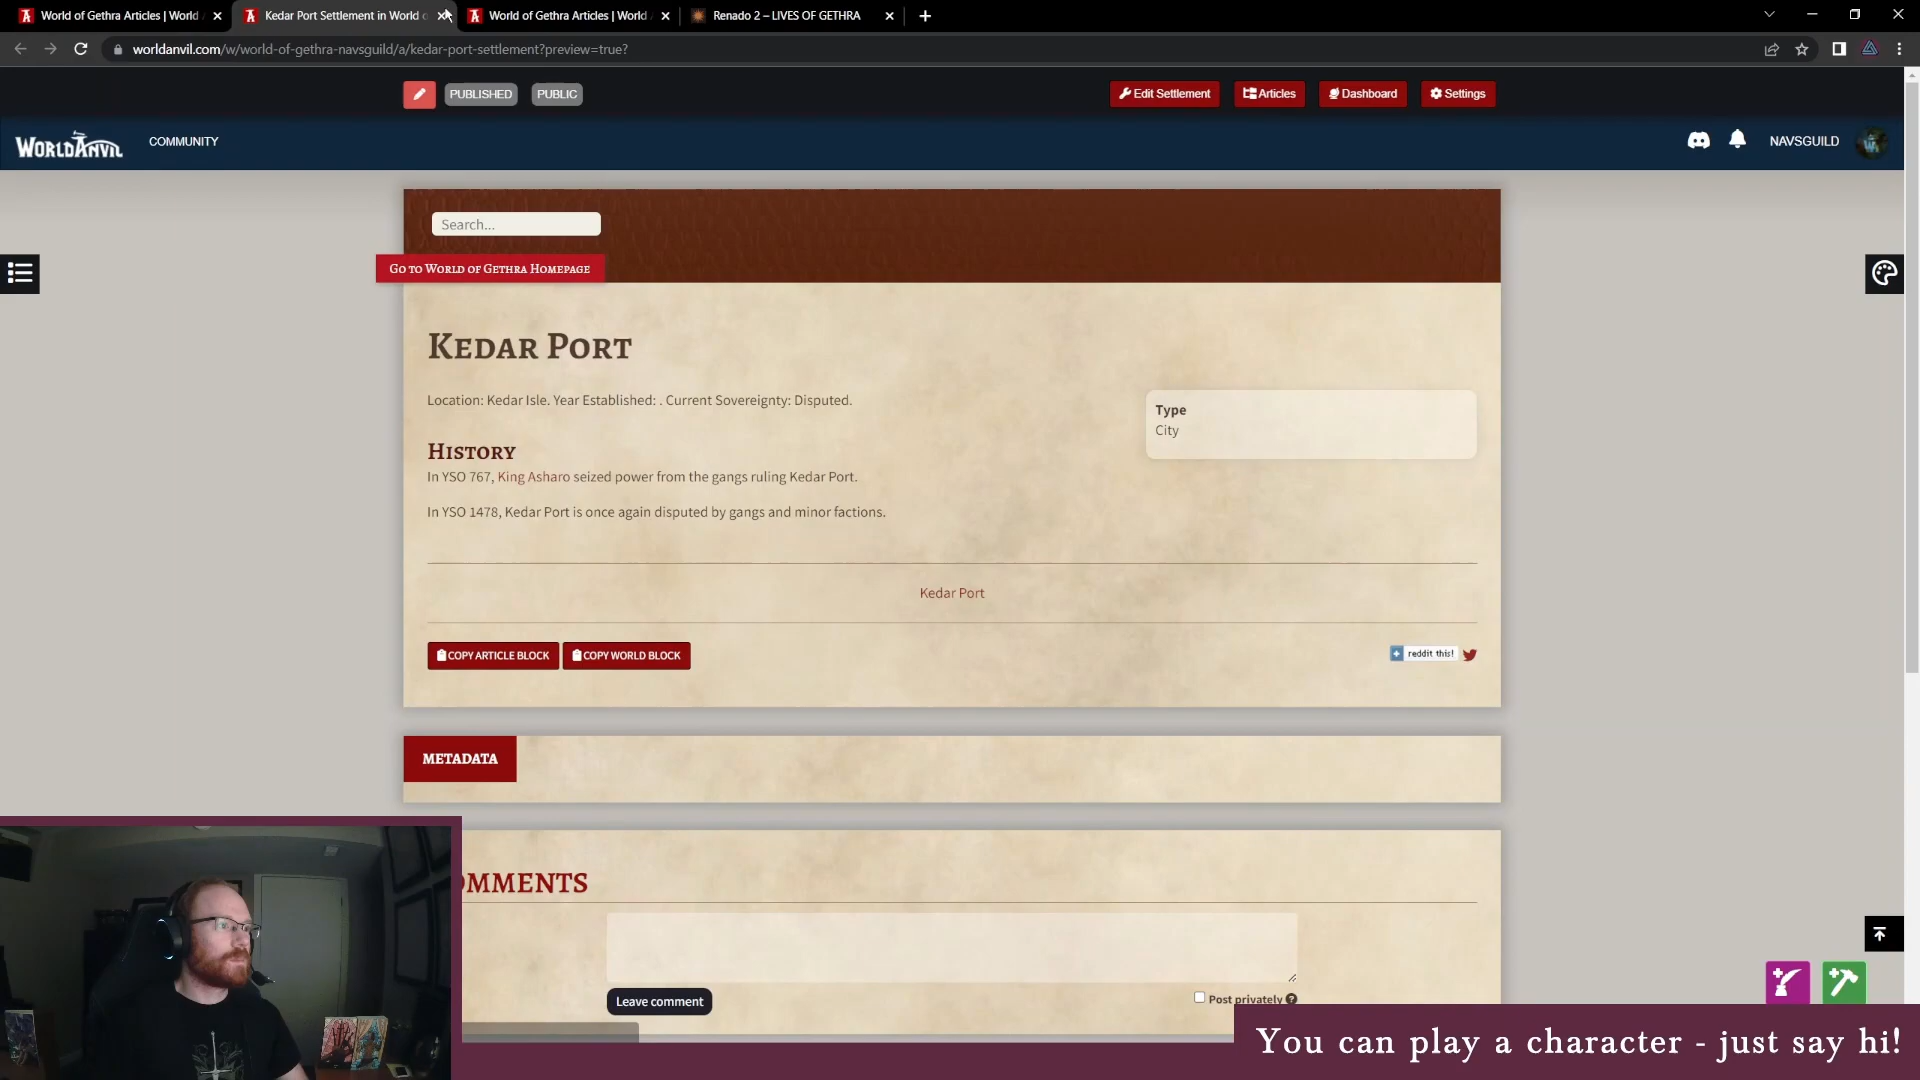 World of Gethra Articles | World
Kedar Port Settlement in World o
World of Gethra Articles | World
Renado 2 – LIVES OF GETHRA
worldanvil.com/w/world-of-gethra-navsguild/a/kedar-port-settlement?preview=true?
PUBLISHED
PUBLIC
Edit Settlement
Articles
Dashboard
Settings
WORLDANVIL
COMMUNITY
NAVSGUILD
Search...
GO TO WORLD OF GETHRA HOMEPAGE
KEDAR PORT
Location: Kedar Isle. Year Established: . Current Sovereignty: Disputed.
Type
City
HISTORY
In YSO 767, King Asharo seized power from the gangs ruling Kedar Port.
In YSO 1478, Kedar Port is once again disputed by gangs and minor factions.
Kedar Port
COPY ARTICLE BLOCK
COPY WORLD BLOCK
reddit this!
METADATA
OMMENTS
Leave comment
Post privately
You can play a character - just say hi!